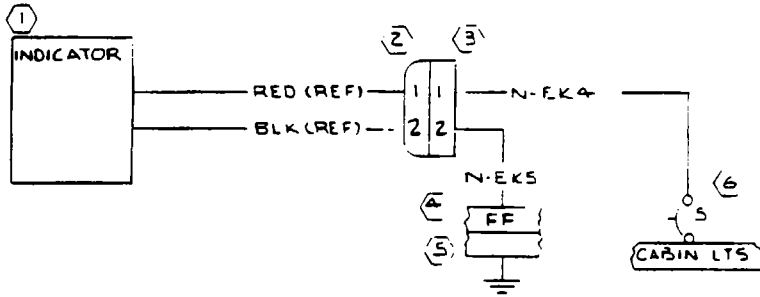 1
INDICATOR
2
3
RED (REF)
1 1
N-EK4
BLK (REF)
2 2
N-EK5
4
FF
5
6
5
CABIN LTS